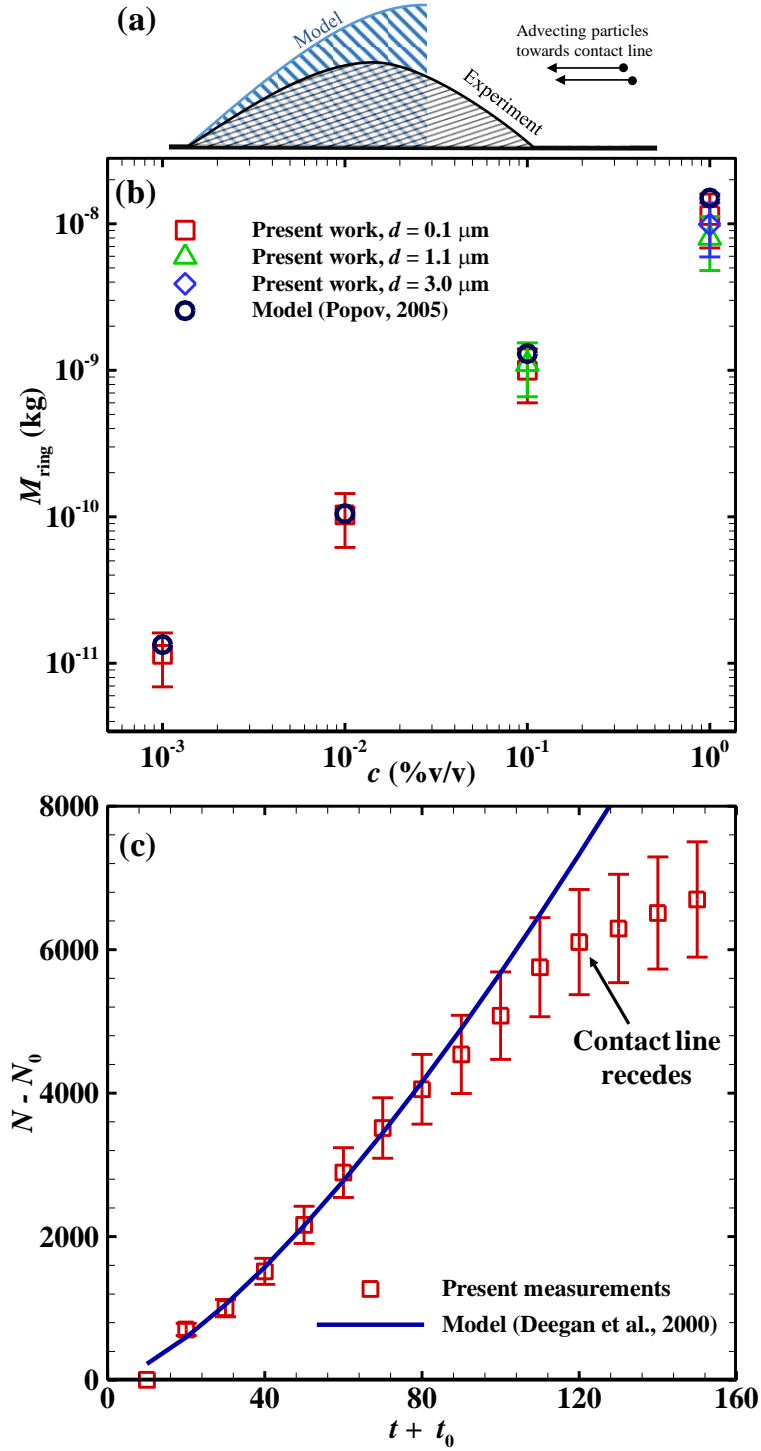 (a)
Model
Experiment
Advecting particles
towards contact line
(b)
Present work, d = 0.1 μm
Present work, d = 1.1 μm
Present work, d = 3.0 μm
Model (Popov, 2005)
10⁻⁸
10⁻⁹
10⁻¹⁰
10⁻¹¹
M_ring (kg)
10⁻³
10⁻²
10⁻¹
10⁰
c (%v/v)
(c)
8000
6000
4000
2000
0
N - N₀
Contact line
recedes
Present measurements
Model (Deegan et al., 2000)
0
40
80
120
160
t + t₀